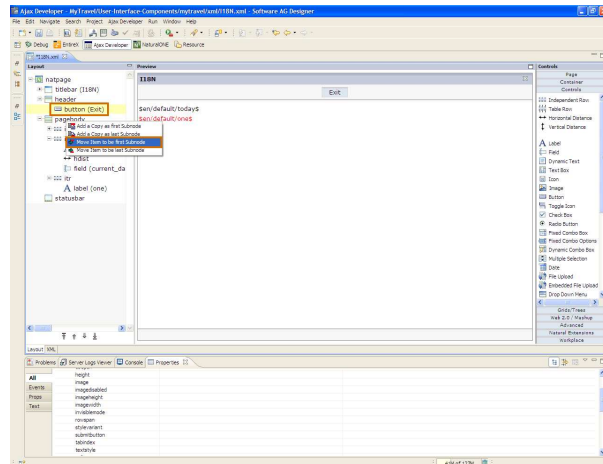 Ajax Developer - MyTravel/User-Interface-Components/mytravel/xml/I18N.xml - Software AG Designer
File Edit Navigate Search Project Ajax Developer Run Window Help
Debug EntireX Ajax Developer NaturalONE Resource
*I18N.xml
Layout
natpage
titlebar (I18N)
header
button (Exit)
pagebody
Add a Copy as first Subnode
Add a Copy as last Subnode
Move Item to be first Subnode
Move Item to be last Subnode
hdist
field (current_da
itr
label (one)
statusbar
Layout XML
Preview
I18N
Exit
$en/default/today$
$en/default/one$
Controls
Page
Container
Controls
Independent Row
Table Row
Horizontal Distance
Vertical Distance
Label
Field
Dynamic Text
Text Box
Icon
Image
Button
Toggle Icon
Check Box
Radio Button
Fixed Combo Box
Fixed Combo Options
Dynamic Combo Box
Multiple Selection
Date
File Upload
Embedded File Upload
Drop Down Menu
Grids/Trees
Web 2.0 / Mashup
Advanced
Natural Extensions
Workplace
Problems Server Logs Viewer Console Properties
All
Events
Props
Text
height
image
imagedisabled
imageheight
imagewidth
invisiblemode
rowspan
stylevariant
submitbutton
tabindex
textstyle